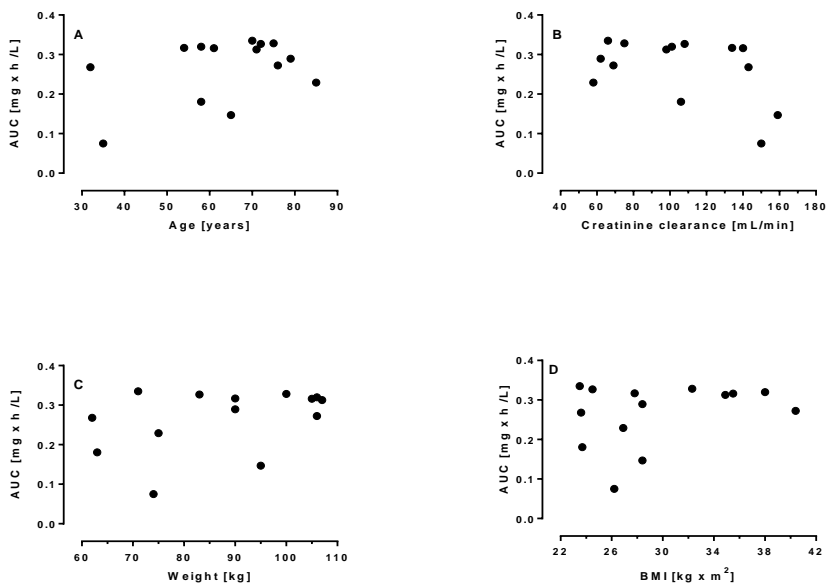 A
AUC [mg x h /L]
0.4
0.3
0.2
0.1
0.0
30 40 50 60 70 80 90
Age [years]
B
AUC [mg x h /L]
0.4
0.3
0.2
0.1
0.0
40 60 80 100 120 140 160 180
Creatinine clearance [mL/min]
C
AUC [mg x h /L]
0.4
0.3
0.2
0.1
0.0
60 70 80 90 100 110
Weight [kg]
D
AUC [mg x h /L]
0.4
0.3
0.2
0.1
0.0
22 26 30 34 38 42
BMI [kg x m²]